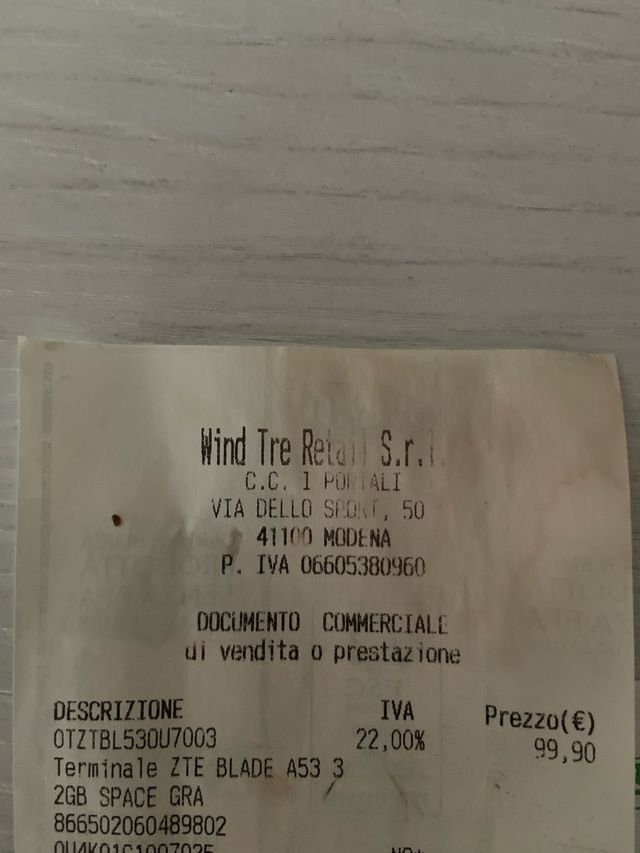 Wind Tre Retail S.r.l.
C.C. I PORTALI
VIA DELLO SPORT, 50
41100 MODENA
P. IVA 06605380960
DOCUMENTO COMMERCIALE
di vendita o prestazione
DESCRIZIONE IVA Prezzo(€)
OTZTBL530U7003 22,00% 99,90
Terminale ZTE BLADE A53 3
2GB SPACE GRA
866502060489802